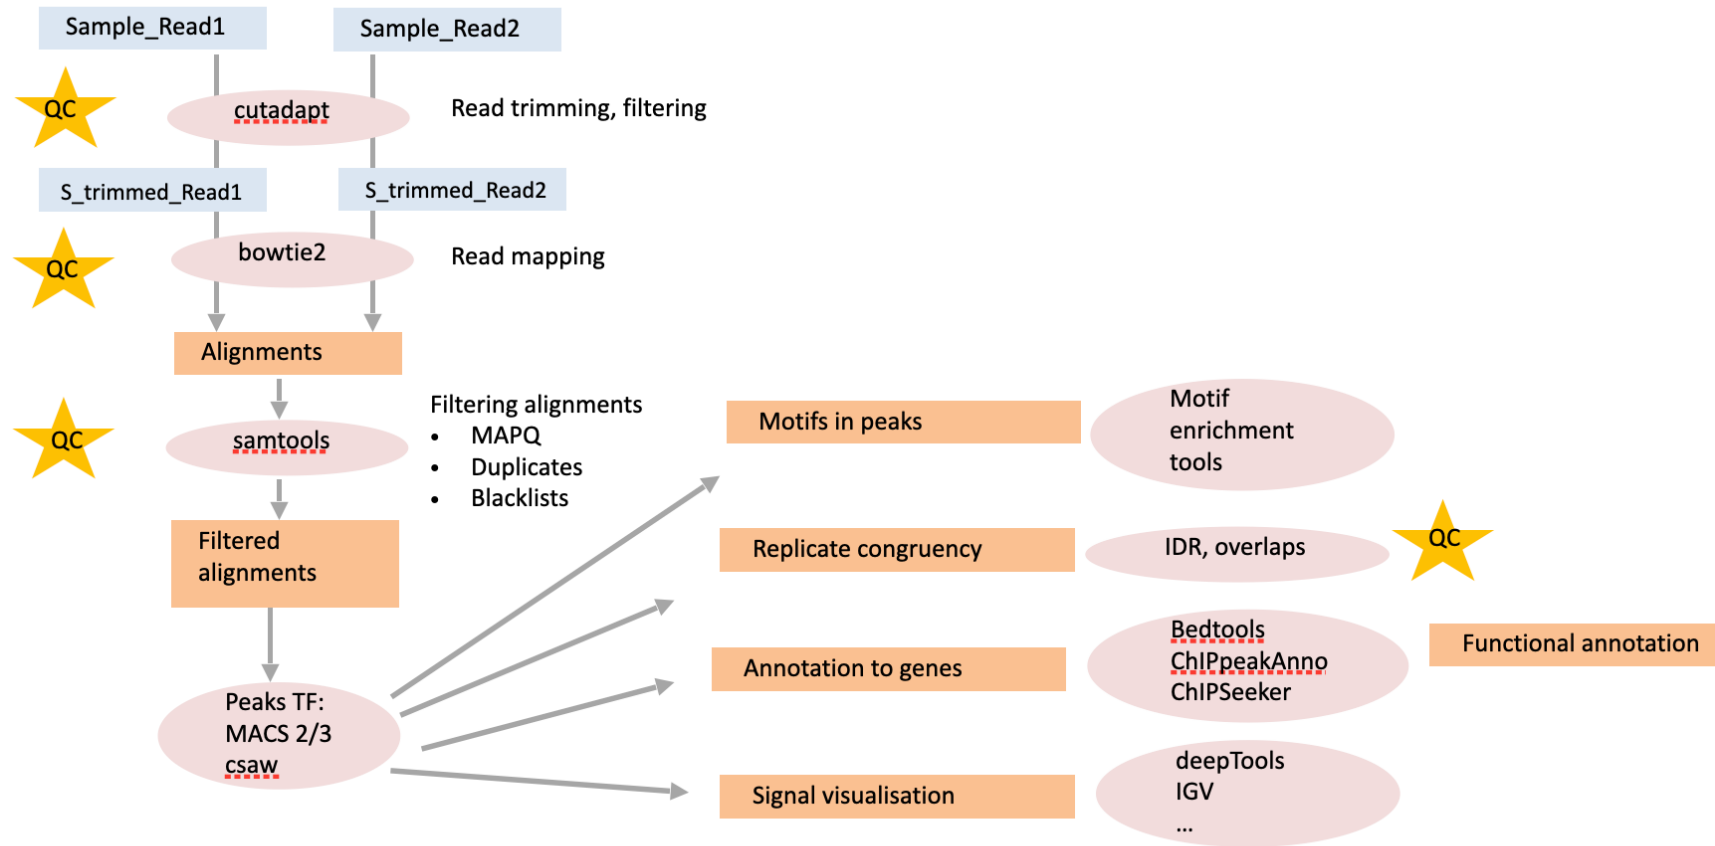 Sample_Read1
Sample_Read2
QC
cutadapt
Read trimming, filtering
S_trimmed_Read1
S_trimmed_Read2
QC
bowtie2
Read mapping
Alignments
QC
samtools
Filtering alignments
• MAPQ
• Duplicates
• Blacklists
Filtered
alignments
Peaks TF:
MACS 2/3
csaw
Motifs in peaks
Motif
enrichment
tools
Replicate congruency
IDR, overlaps
QC
Annotation to genes
Bedtools
ChIPpeakAnno
ChIPSeeker
Functional annotation
Signal visualisation
deepTools
IGV
...